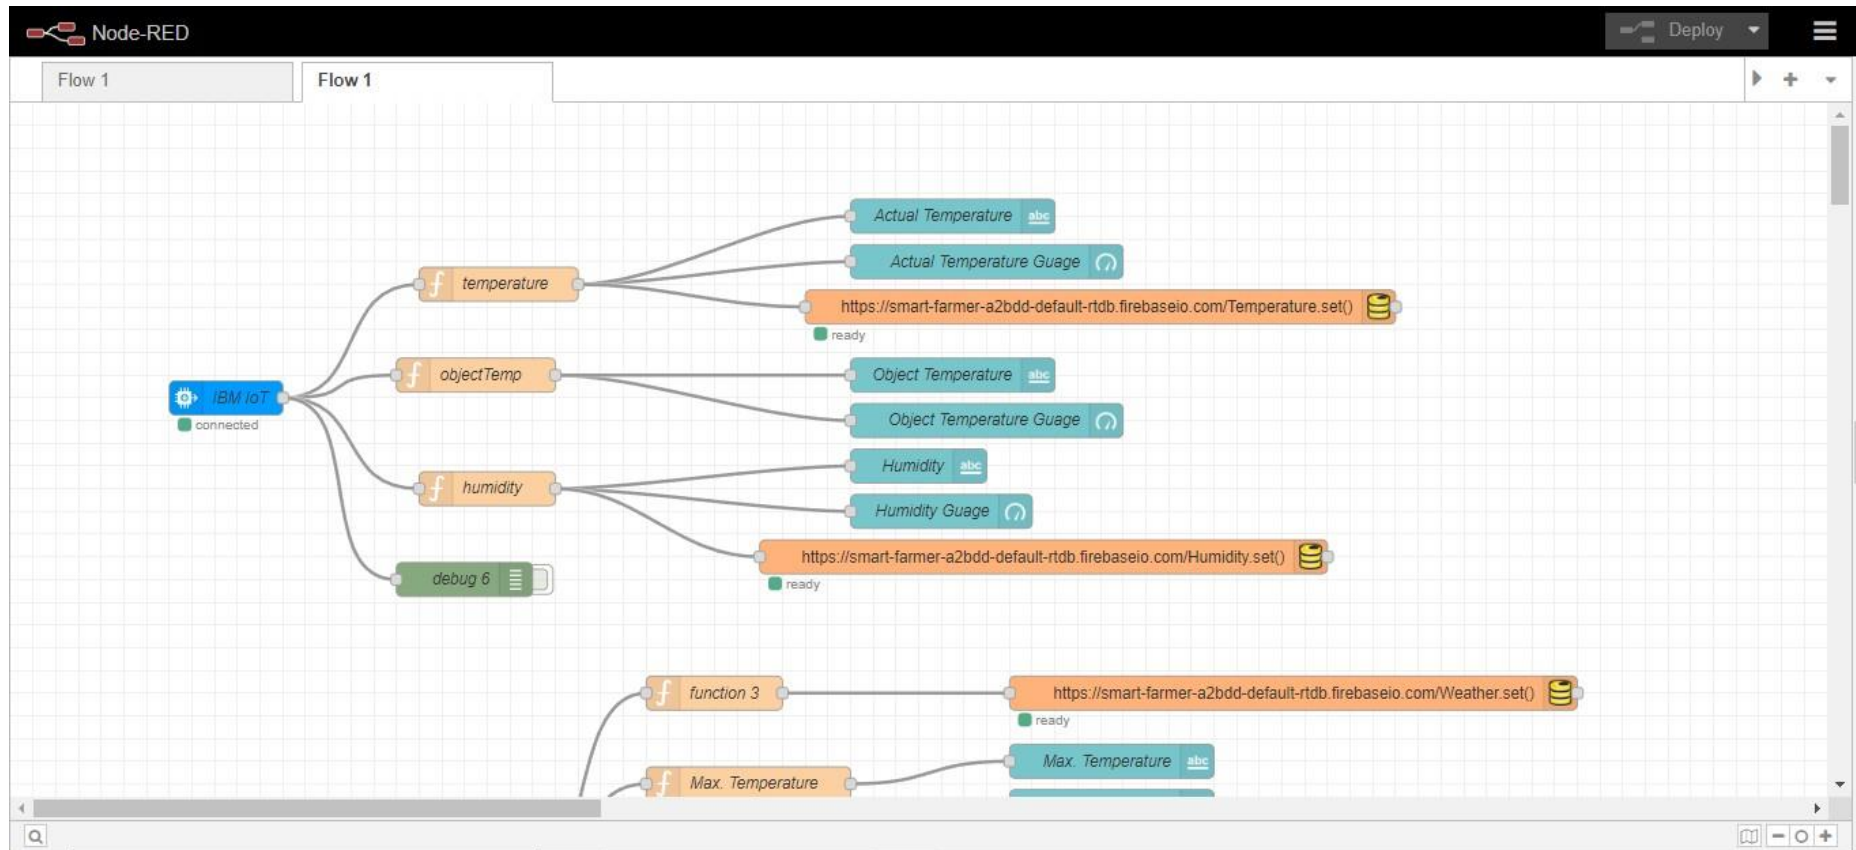 Node-RED
Deploy
Flow 1
Flow 1
Actual Temperature abc
Actual Temperature Guage
temperature
https://smart-farmer-a2bdd-default-rtdb.firebaseio.com/Temperature.set()
ready
objectTemp
Object Temperature abc
IBM IoT
connected
Object Temperature Guage
Humidity abc
humidity
Humidity Guage
https://smart-farmer-a2bdd-default-rtdb.firebaseio.com/Humidity.set()
debug 6
ready
function 3
https://smart-farmer-a2bdd-default-rtdb.firebaseio.com/Weather.set()
ready
Max. Temperature abc
Max. Temperature